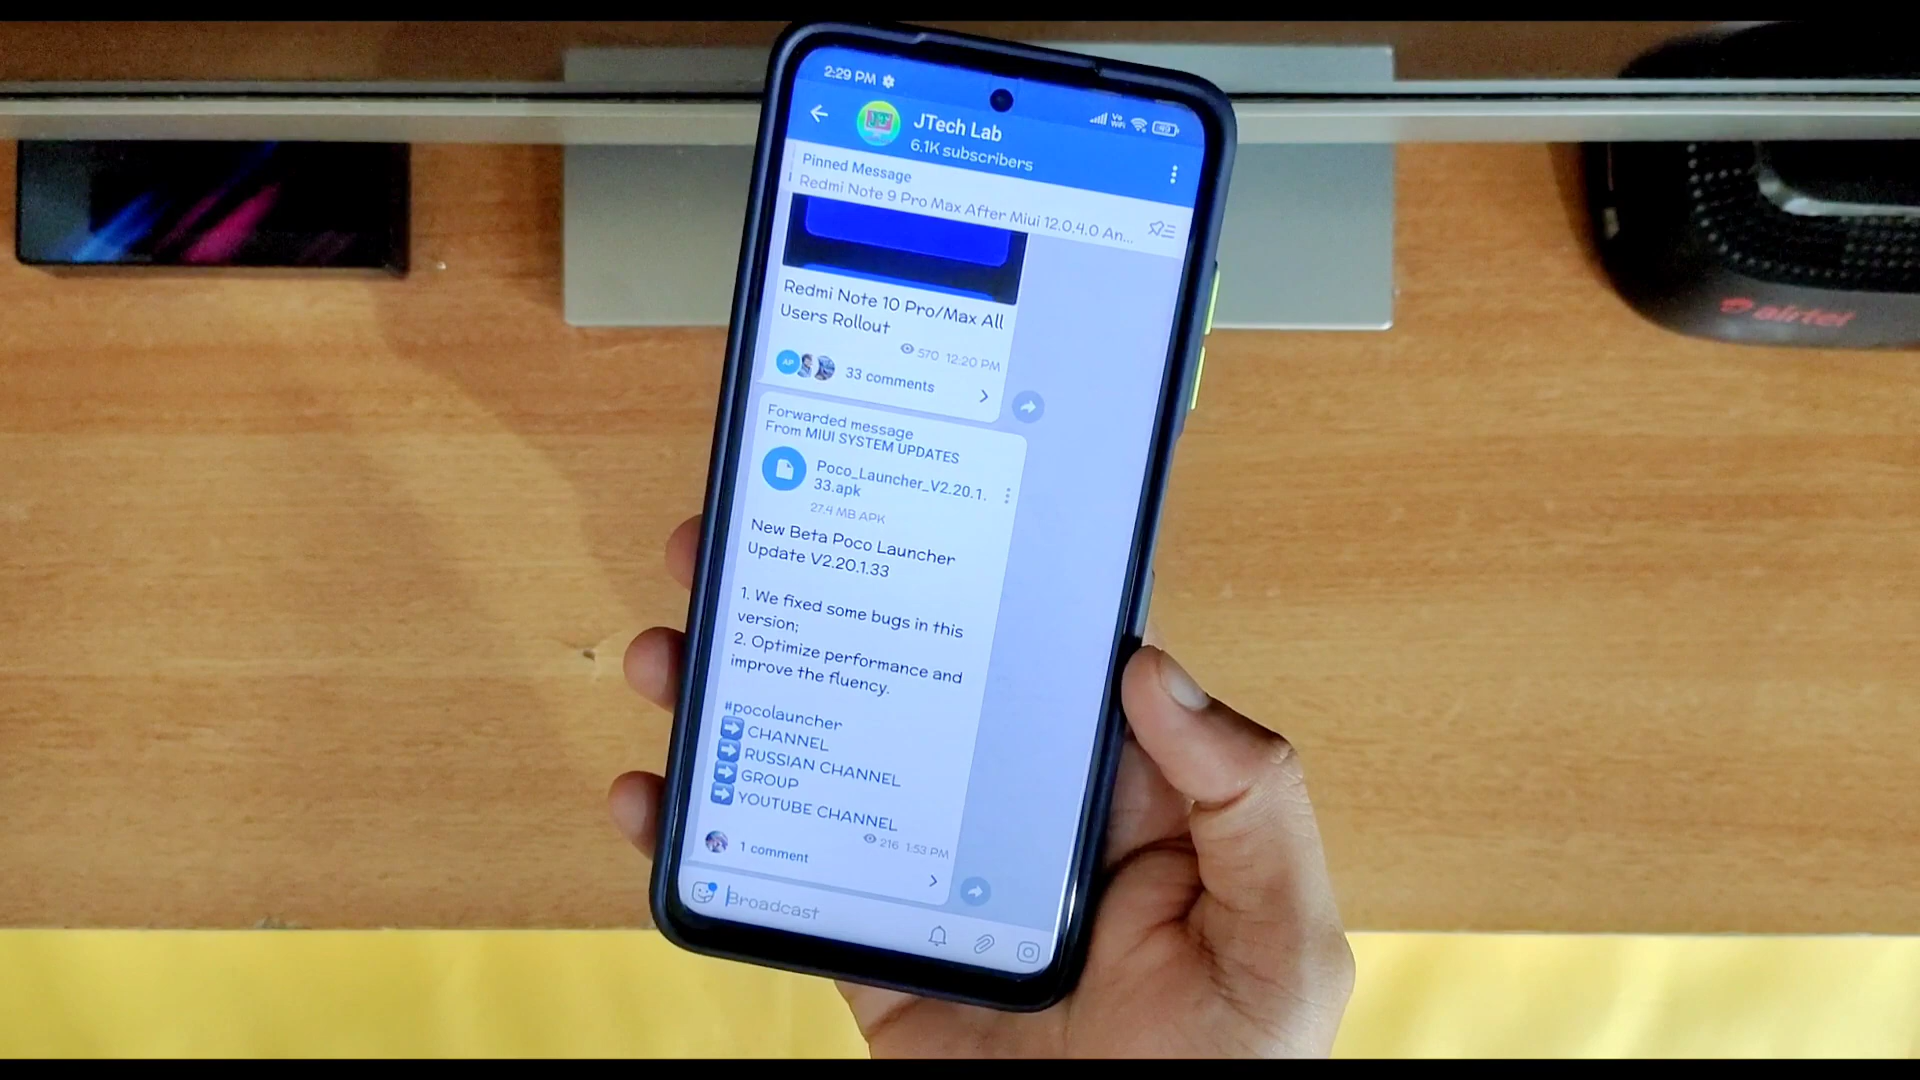 2:29 PM
Vo
WiFi
JTech Lab
6.1K subscribers
Pinned Message
Redmi Note 9 Pro Max After Miui 12.0.4.0 An...
Redmi Note 10 Pro/Max All
Users Rollout
570 12:20 PM
AP
33 comments
Forwarded message
From MIUI SYSTEM UPDATES
Poco_Launcher_V2.20.1.
33.apk
27.4 MB APK
New Beta Poco Launcher
Update V2.20.1.33
1. We fixed some bugs in this
version;
2. Optimize performance and
improve the fluency.
#pocolauncher
➡ CHANNEL
➡ RUSSIAN CHANNEL
➡ GROUP
➡ YOUTUBE CHANNEL
216 1:53 PM
1 comment
Broadcast
airtel